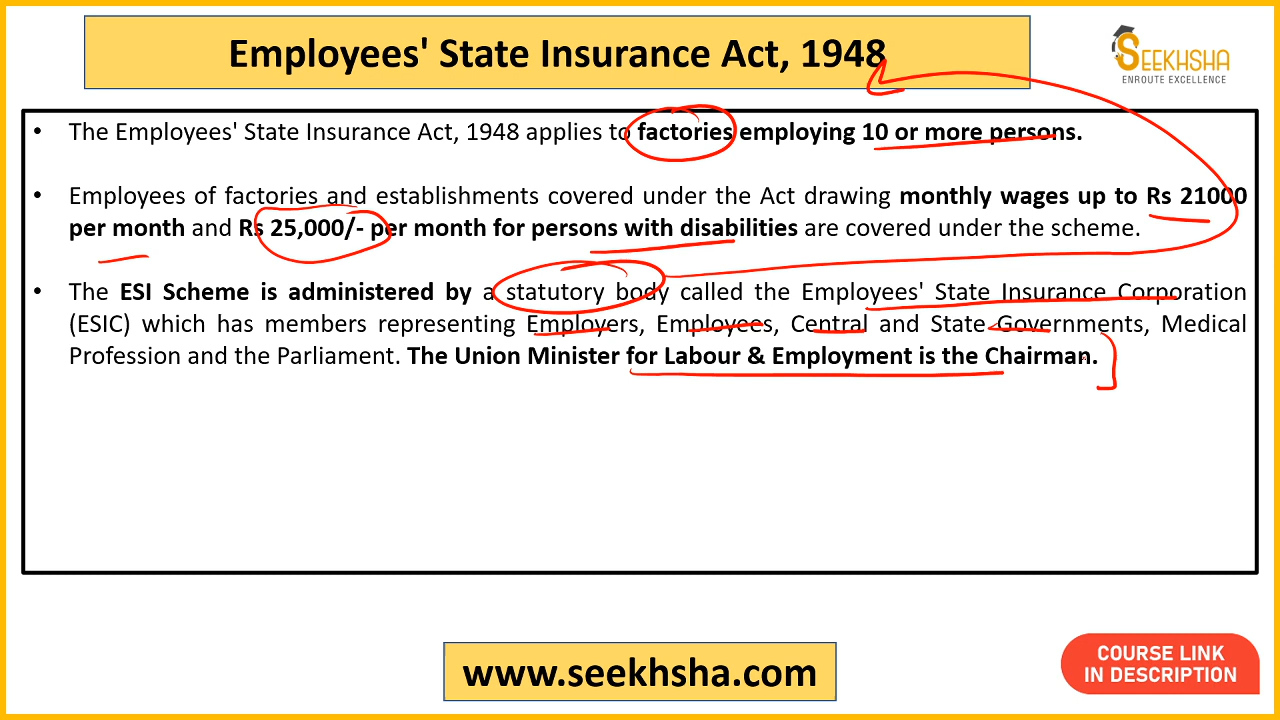 Employees' State Insurance Act, 1948
SEEKHSHA
ENROUTE EXCELLENCE
• The Employees' State Insurance Act, 1948 applies to factories employing 10 or more persons.
• Employees of factories and establishments covered under the Act drawing monthly wages up to Rs 21000
per month and Rs 25,000/- per month for persons with disabilities are covered under the scheme.
• The ESI Scheme is administered by a statutory body called the Employees' State Insurance Corporation
(ESIC) which has members representing Employers, Employees, Central and State Governments, Medical
Profession and the Parliament. The Union Minister for Labour & Employment is the Chairman.
www.seekhsha.com
COURSE LINK
IN DESCRIPTION